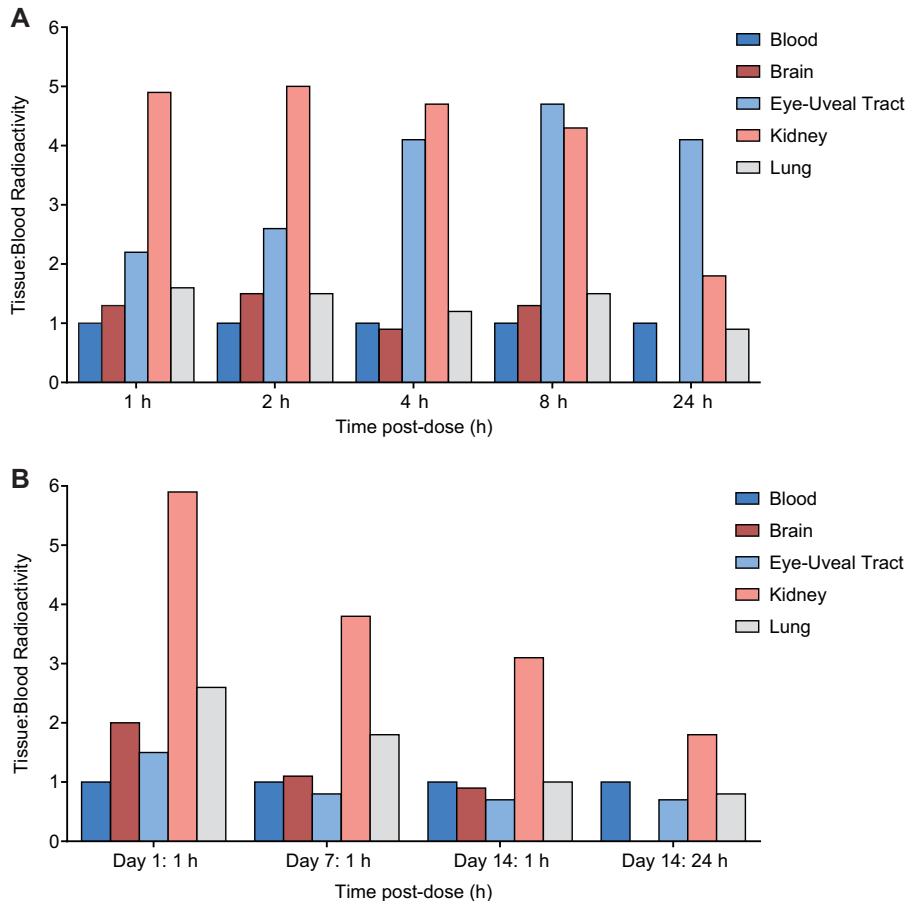 A
Tissue:Blood Radioactivity
6
5
4
3
2
1
0
1 h
2 h
4 h
8 h
24 h
Time post-dose (h)
Blood
Brain
Eye-Uveal Tract
Kidney
Lung
B
Tissue:Blood Radioactivity
6
5
4
3
2
1
0
Day 1: 1 h
Day 7: 1 h
Day 14: 1 h
Day 14: 24 h
Time post-dose (h)
Blood
Brain
Eye-Uveal Tract
Kidney
Lung